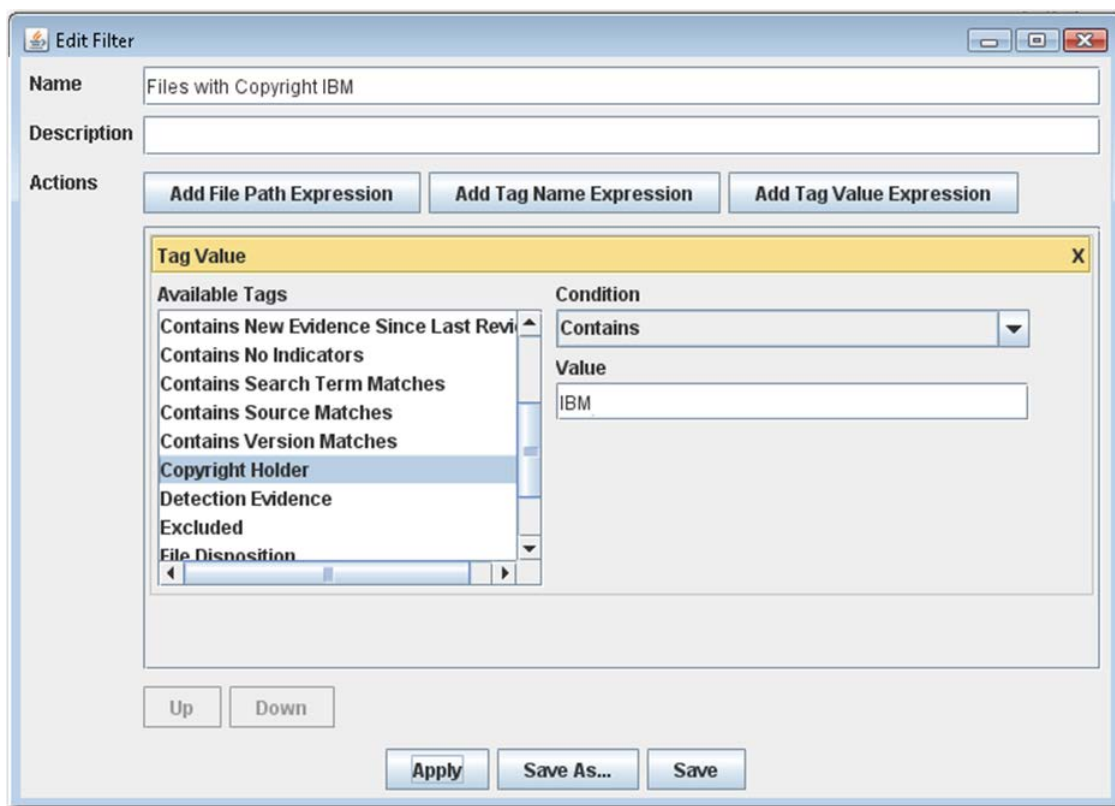 Edit Filter
Name
Files with Copyright IBM
Description
Actions
Add File Path Expression
Add Tag Name Expression
Add Tag Value Expression
Tag Value
X
Available Tags
Contains New Evidence Since Last Revi
Contains No Indicators
Contains Search Term Matches
Contains Source Matches
Contains Version Matches
Copyright Holder
Detection Evidence
Excluded
File Disposition
Condition
Contains
Value
IBM
Up
Down
Apply
Save As...
Save